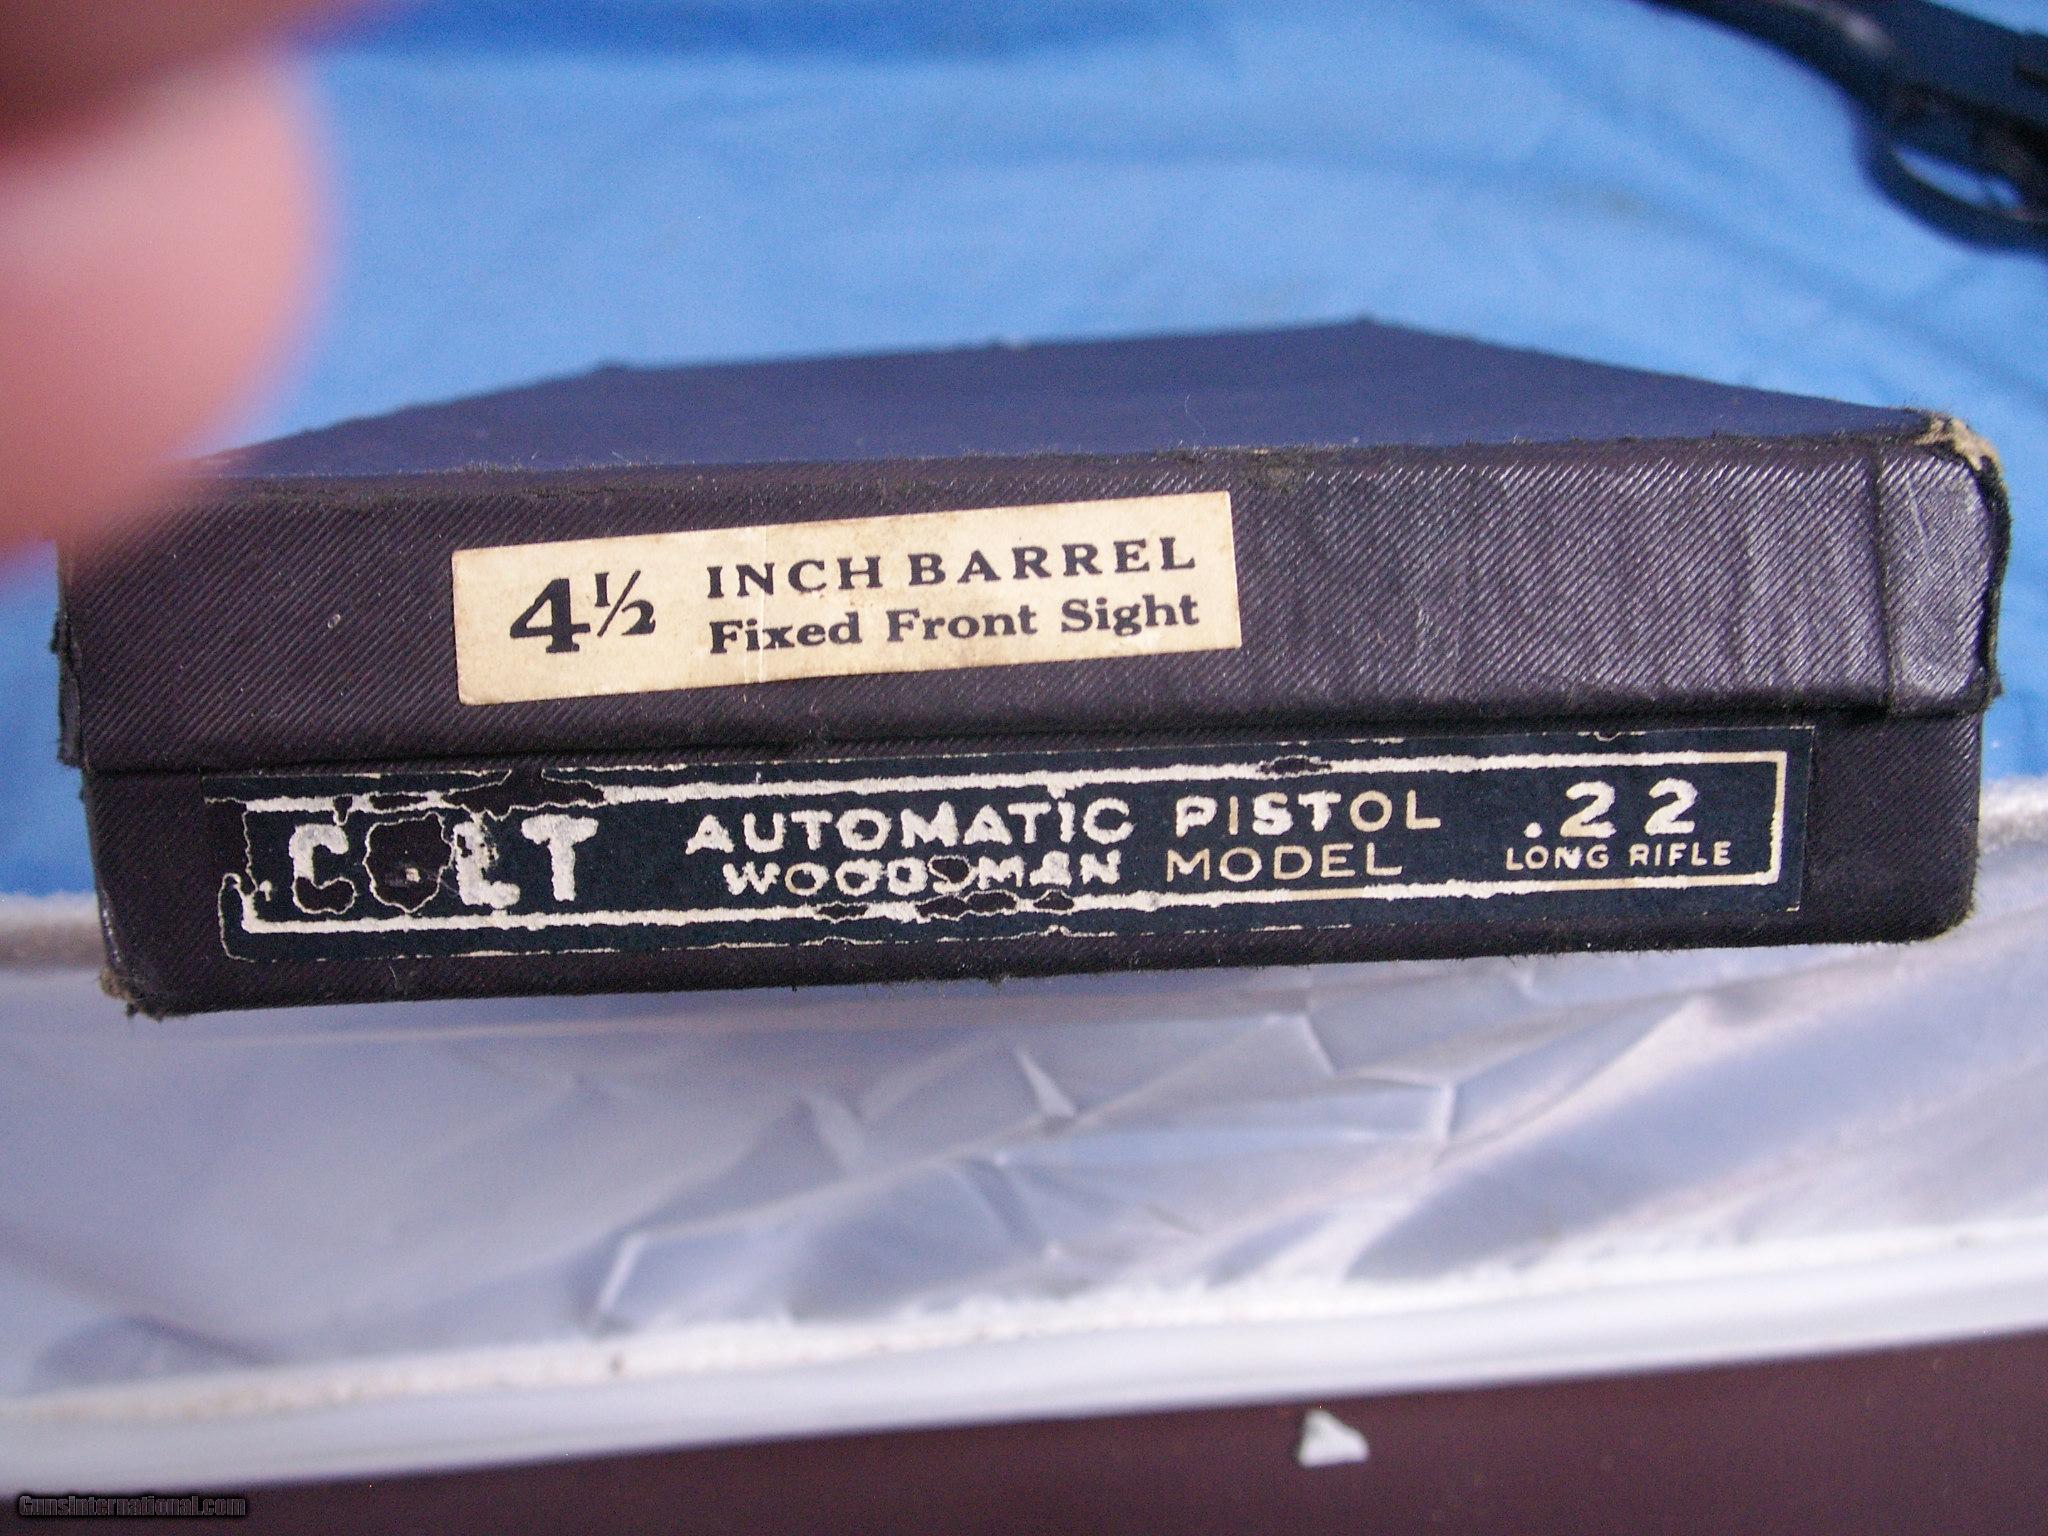 4½ INCH BARREL
Fixed Front Sight
COLT AUTOMATIC PISTOL .22
WOODSMAN MODEL LONG RIFLE
GunsInternational.com